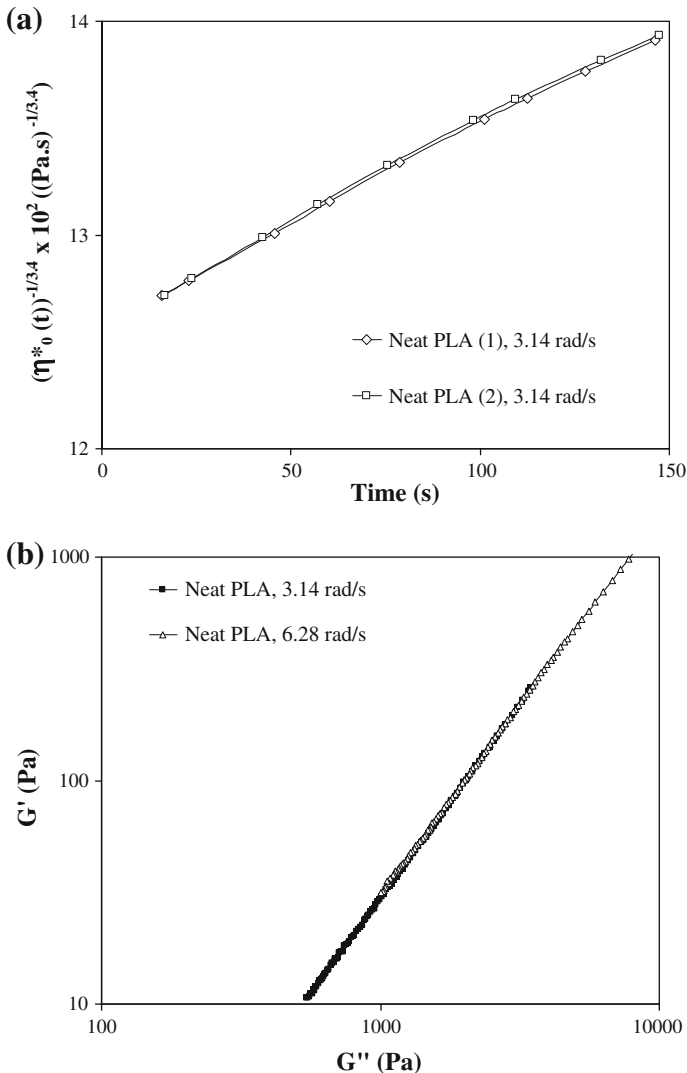 (a)
14
13
12
(η*₀ (t))⁻¹/³·⁴ x 10² ((Pa.s) ⁻¹/³·⁴)
Neat PLA (1), 3.14 rad/s
Neat PLA (2), 3.14 rad/s
0 50 100 150
Time (s)
(b)
1000
100
10
G' (Pa)
Neat PLA, 3.14 rad/s
Neat PLA, 6.28 rad/s
100 1000 10000
G" (Pa)